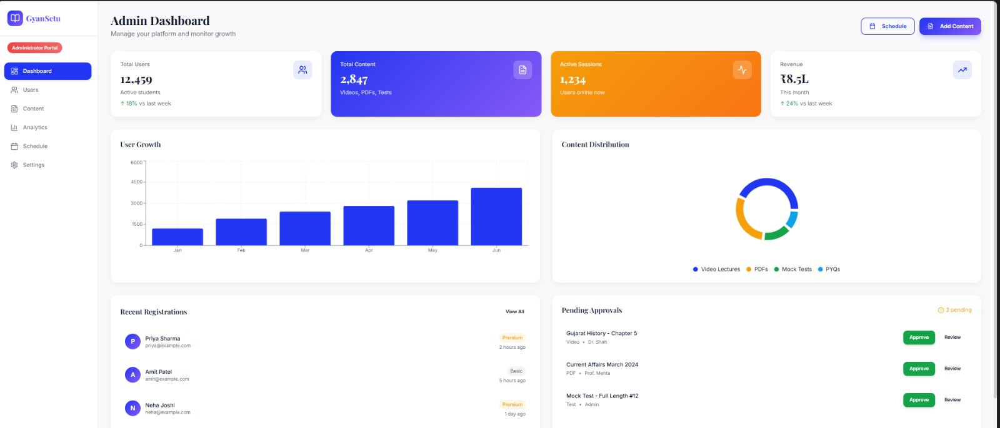 GyanSetu
Administrator Portal
Dashboard
Users
Content
Analytics
Schedule
Settings
Admin Dashboard
Manage your platform and monitor growth
Schedule
Add Content
Total Users
12,459
Active students
↑ 18% vs last week
Total Content
2,847
Videos, PDFs, Tests
Active Sessions
1,234
Users online now
Revenue
₹8.5L
This month
↑ 24% vs last week
User Growth
6000
4500
3000
1500
0
Jan Feb Mar Apr May Jun
Content Distribution
Video Lectures PDFs Mock Tests PYQs
Recent Registrations
View All
P
Priya Sharma
priya@example.com
Premium
2 hours ago
A
Amit Patel
amit@example.com
Basic
5 hours ago
N
Neha Joshi
neha@example.com
Premium
1 day ago
Pending Approvals
3 pending
Gujarat History - Chapter 5
Video • Dr. Shah
Approve Review
Current Affairs March 2024
PDF • Prof. Mehta
Approve Review
Mock Test - Full Length #12
Test • Admin
Approve Review